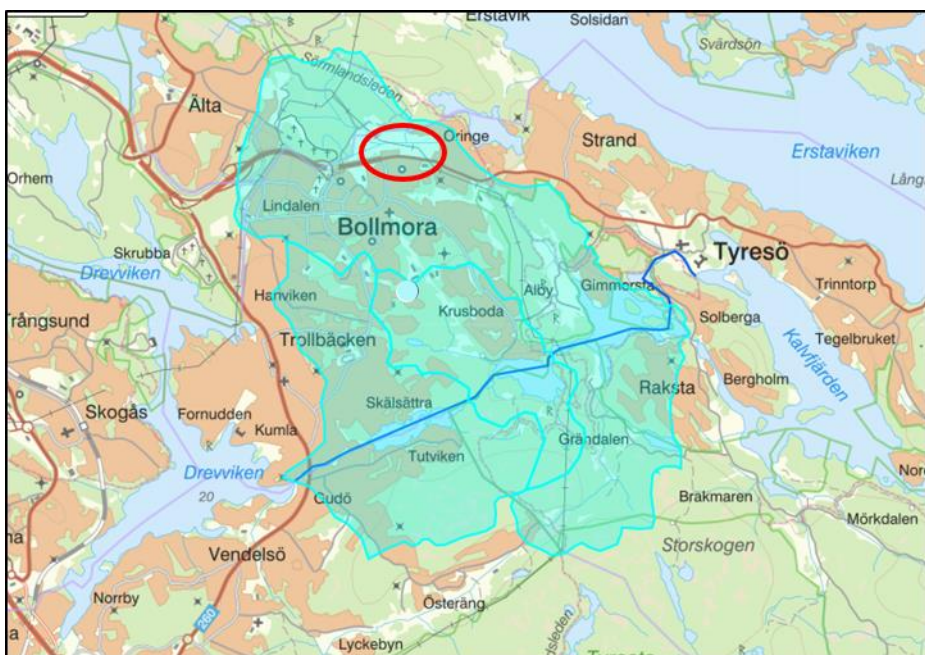 Erstavik
Solsidan
Svärdsön
Sörmlandsleden
Älta
Öringe
Strand
Erstaviken
Orhem
Lindalen
Bollmora
Skrubba
Drevviken
Tyresö
Trinntorp
Hanviken
Ålby
Gimmersta
Krusboda
Solberga
Trångsund
Trollbäcken
Tegelbruket
Kalvfjärden
Bergholm
Raksta
Skälsättra
Skogås
Fornudden
Kumla
Grändalen
Tutviken
Drevviken
20
Gudö
Brakmaren
Mörkdalen
Vendelsö
Storskogen
Norrby
260
Österäng
Lyckebyn